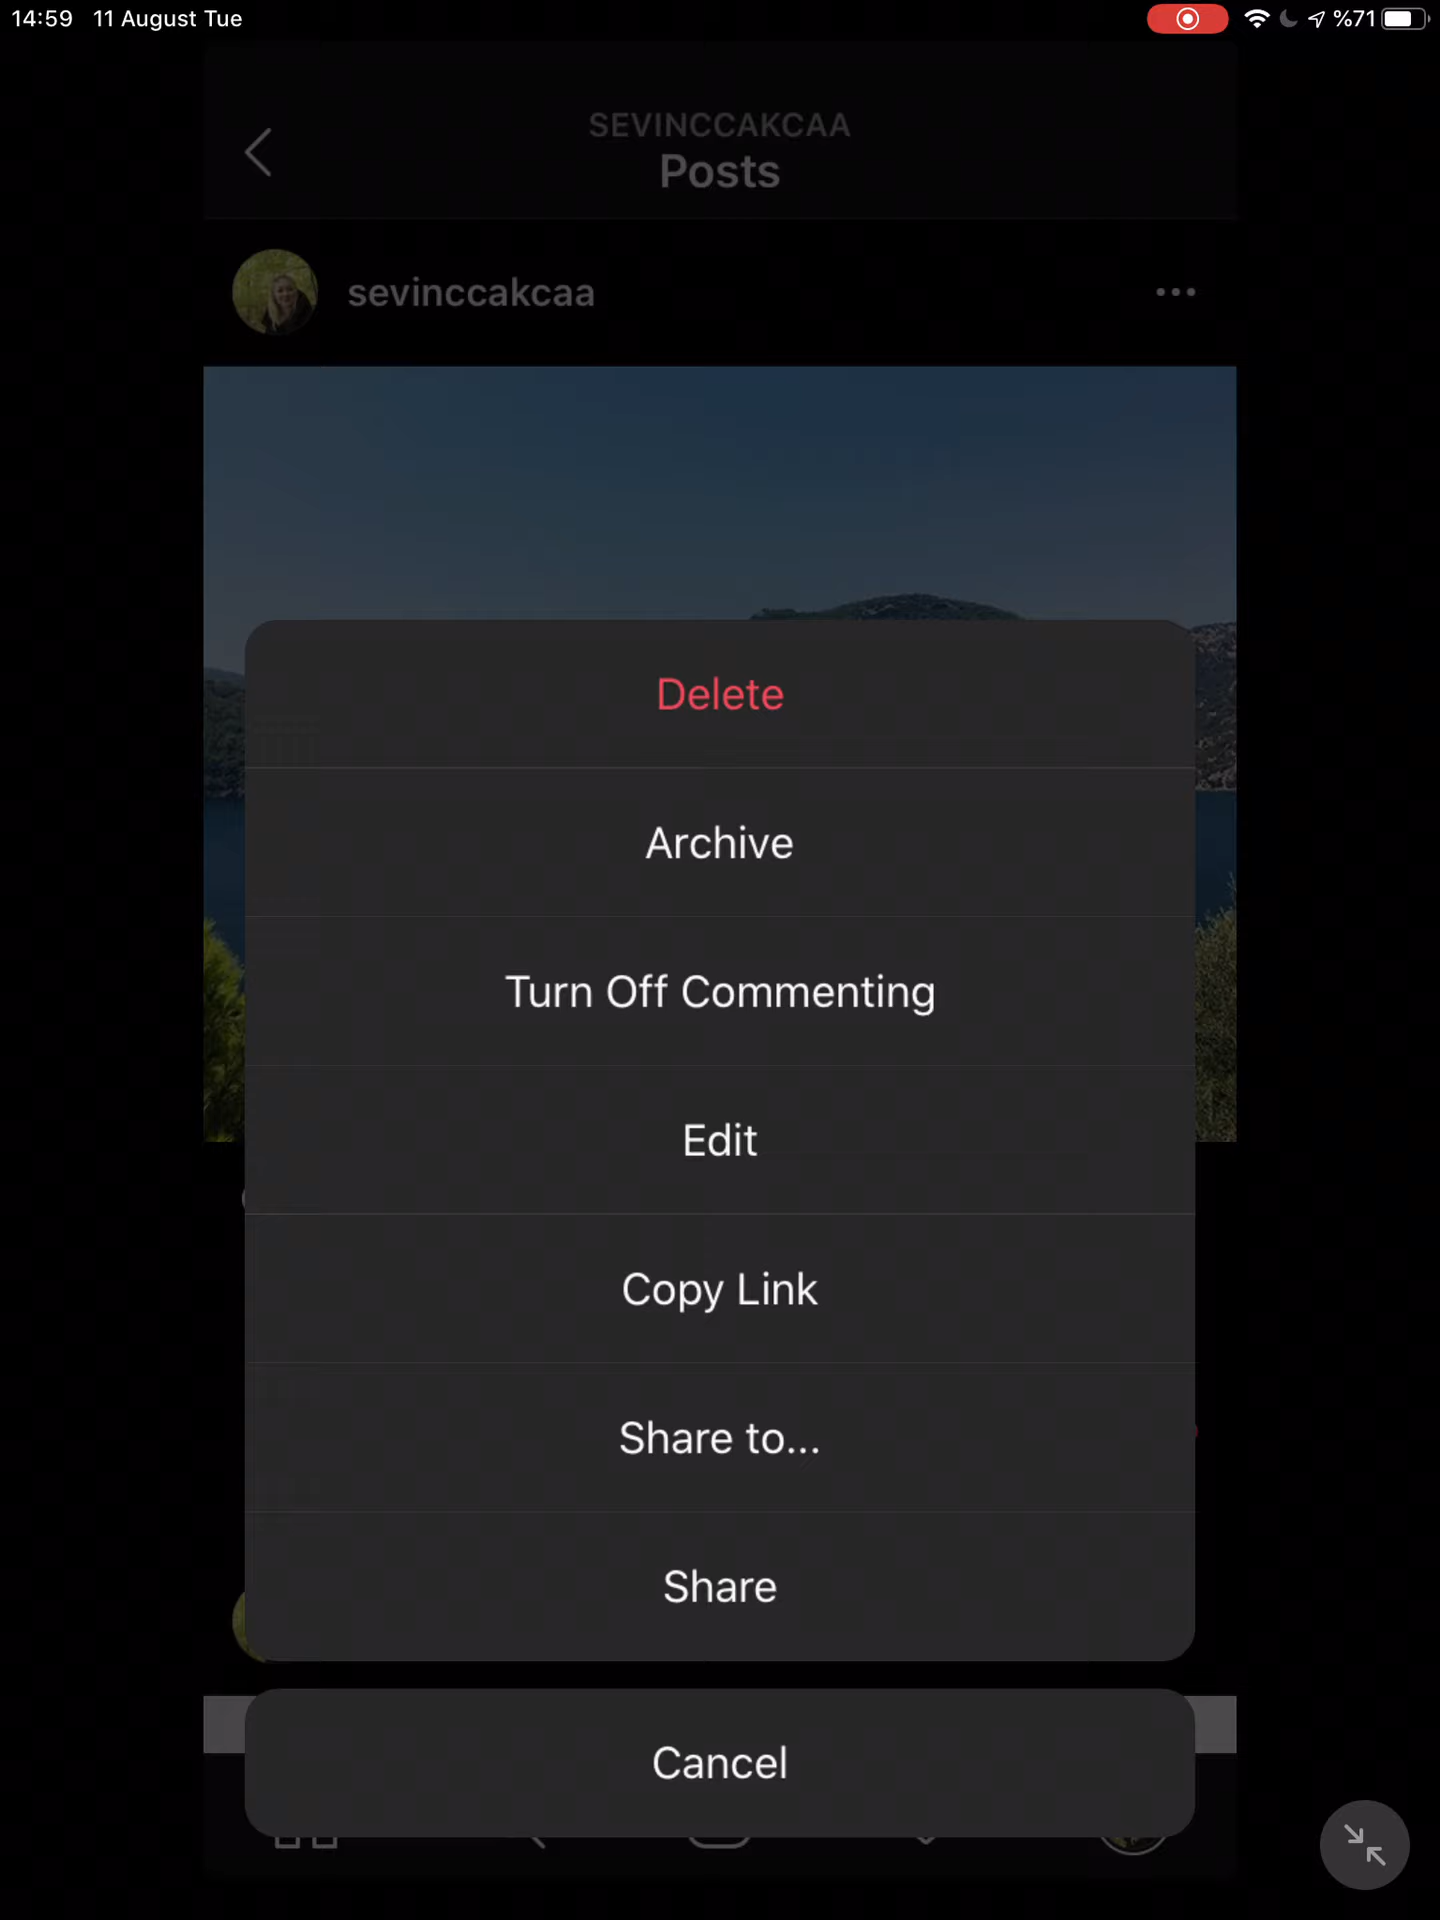 14:59 11 August Tue %71
SEVINCCAKCAA
Posts
sevinccakcaa
Delete
Archive
Turn Off Commenting
Edit
Copy Link
Share to...
Share
Cancel